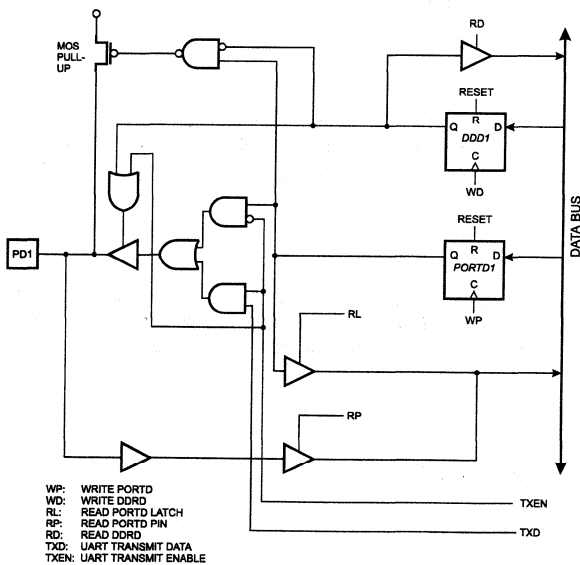 RD
MOS
PULL-
UP
RESET
R
Q
D
DDD1
C
WD
RESET
R
Q
D
PORTD1
C
WP
DATA BUS
PD1
RL
RP
WP: WRITE PORTD
WD: WRITE DDRD
RL: READ PORTD LATCH
RP: READ PORTD PIN
RD: READ DDRD
TXD: UART TRANSMIT DATA
TXEN: UART TRANSMIT ENABLE
TXEN
TXD